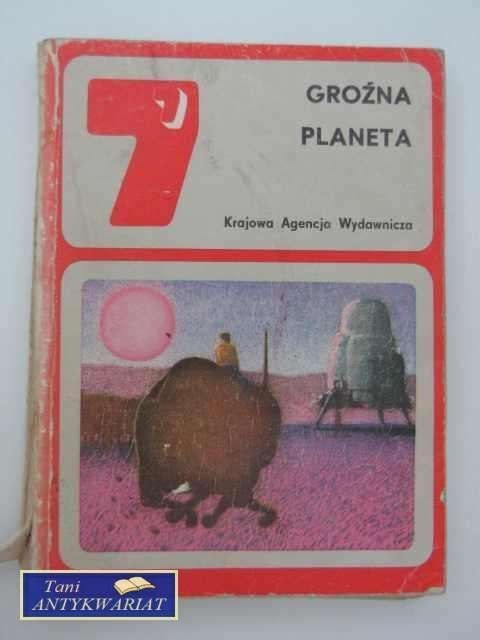 7
GROŹNA
PLANETA
Krajowa Agencja Wydawnicza
Tani
ANTYKWARIAT